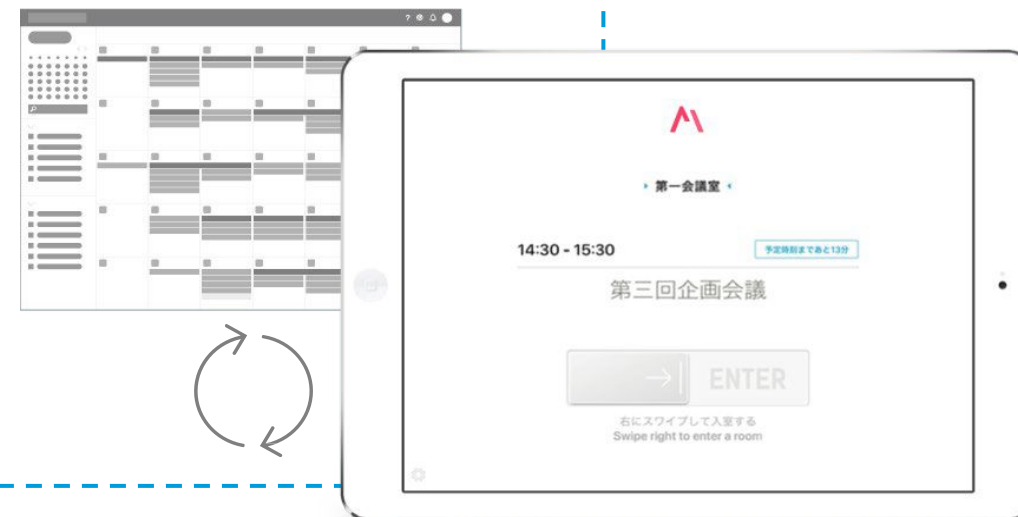 第一会議室
14:30 - 15:30
予定時刻まであと13分
第三回企画会議
ENTER
右にスワイプして入室する
Swipe right to enter a room